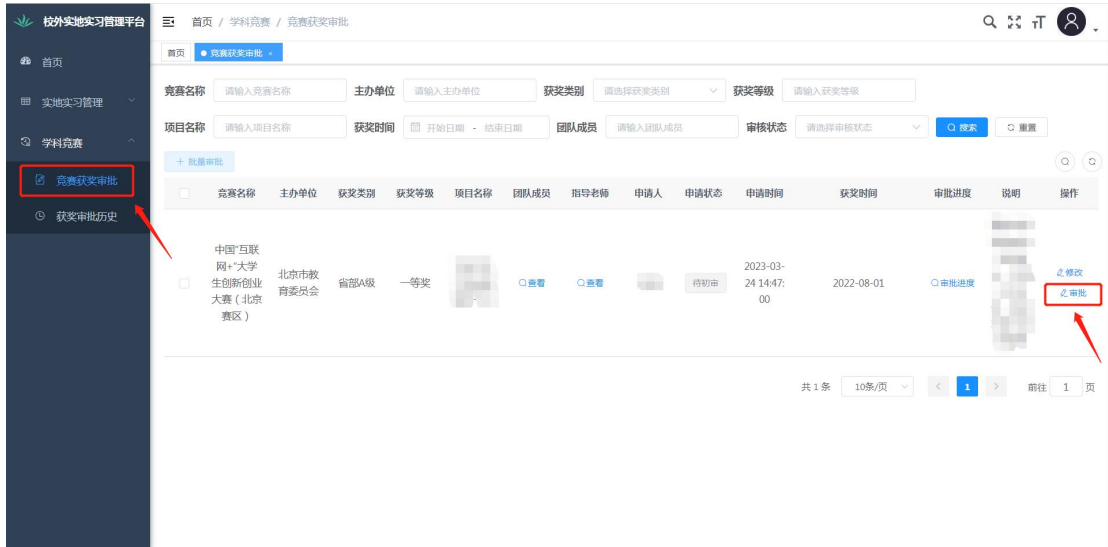 校外实地实习管理平台
首页 / 学科竞赛 / 竞赛获奖审批
首页
竞赛获奖审批 ×
首页
实地实习管理
学科竞赛
竞赛获奖审批
获奖审批历史
竞赛名称 请输入竞赛名称 主办单位 请输入主办单位 获奖类别 请选择获奖类别 获奖等级 请输入获奖等级
项目名称 请输入项目名称 获奖时间 开始日期 - 结束日期 团队成员 请输入团队成员 审核状态 请选择审核状态 搜索 重置
+ 批量审批
竞赛名称 主办单位 获奖类别 获奖等级 项目名称 团队成员 指导老师 申请人 申请状态 申请时间 获奖时间 审批进度 说明 操作
中国"互联
网+"大学
生创新创业
大赛（北京
赛区）
北京市教
育委员会
省部A级
一等奖
查看
查看
待初审
2023-03-
24 14:47:
00
2022-08-01
审批进度
修改
审批
共 1 条 10条/页 < 1 > 前往 1 页